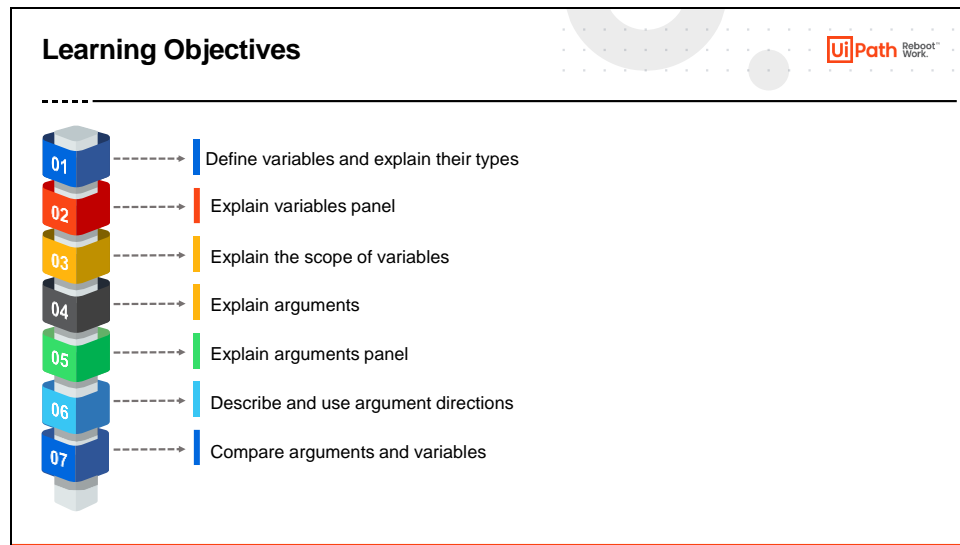 Learning Objectives
UiPath Reboot™
Work.
01 Define variables and explain their types
02 Explain variables panel
03 Explain the scope of variables
04 Explain arguments
05 Explain arguments panel
06 Describe and use argument directions
07 Compare arguments and variables